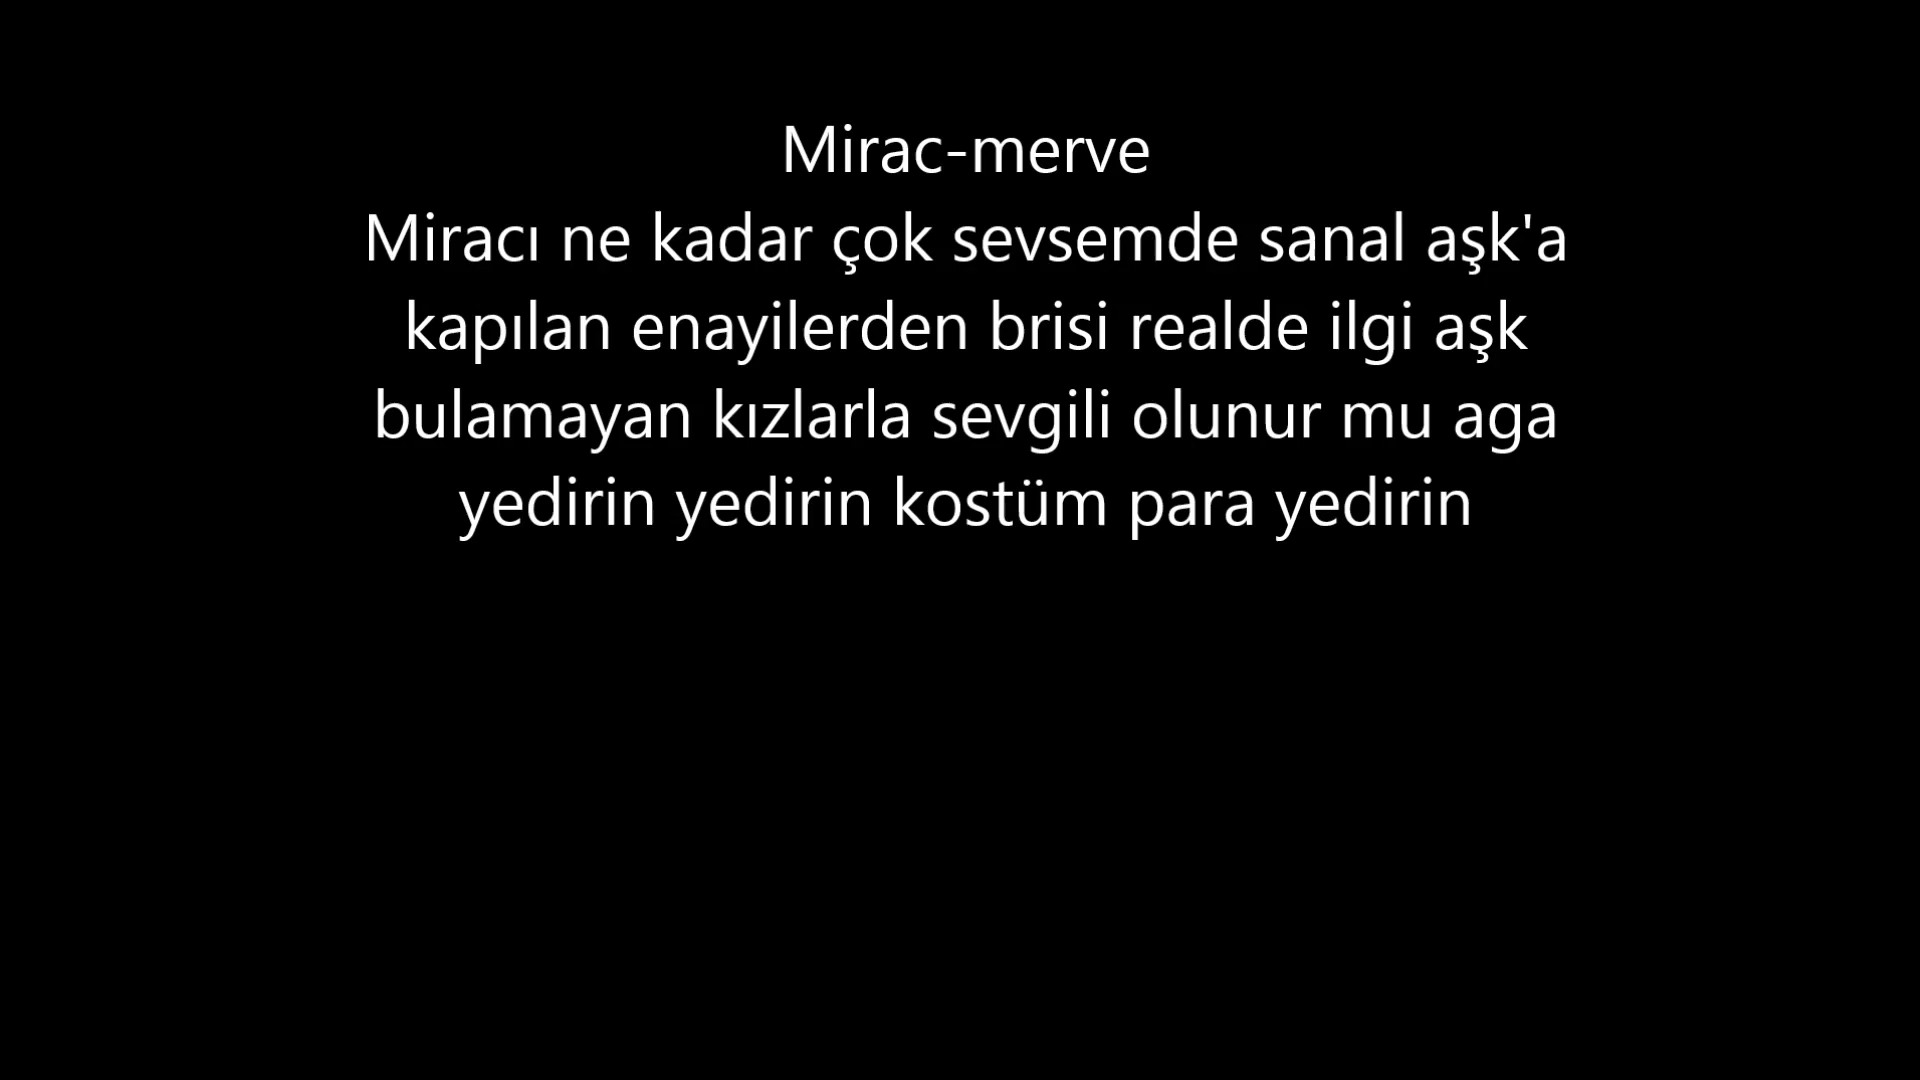 Mirac-merve
Miracı ne kadar çok sevsemde sanal aşk'a
kapılan enayilerden brisi realde ilgi aşk
bulamayan kızlarla sevgili olunur mu aga
yedirin yedirin kostüm para yedirin